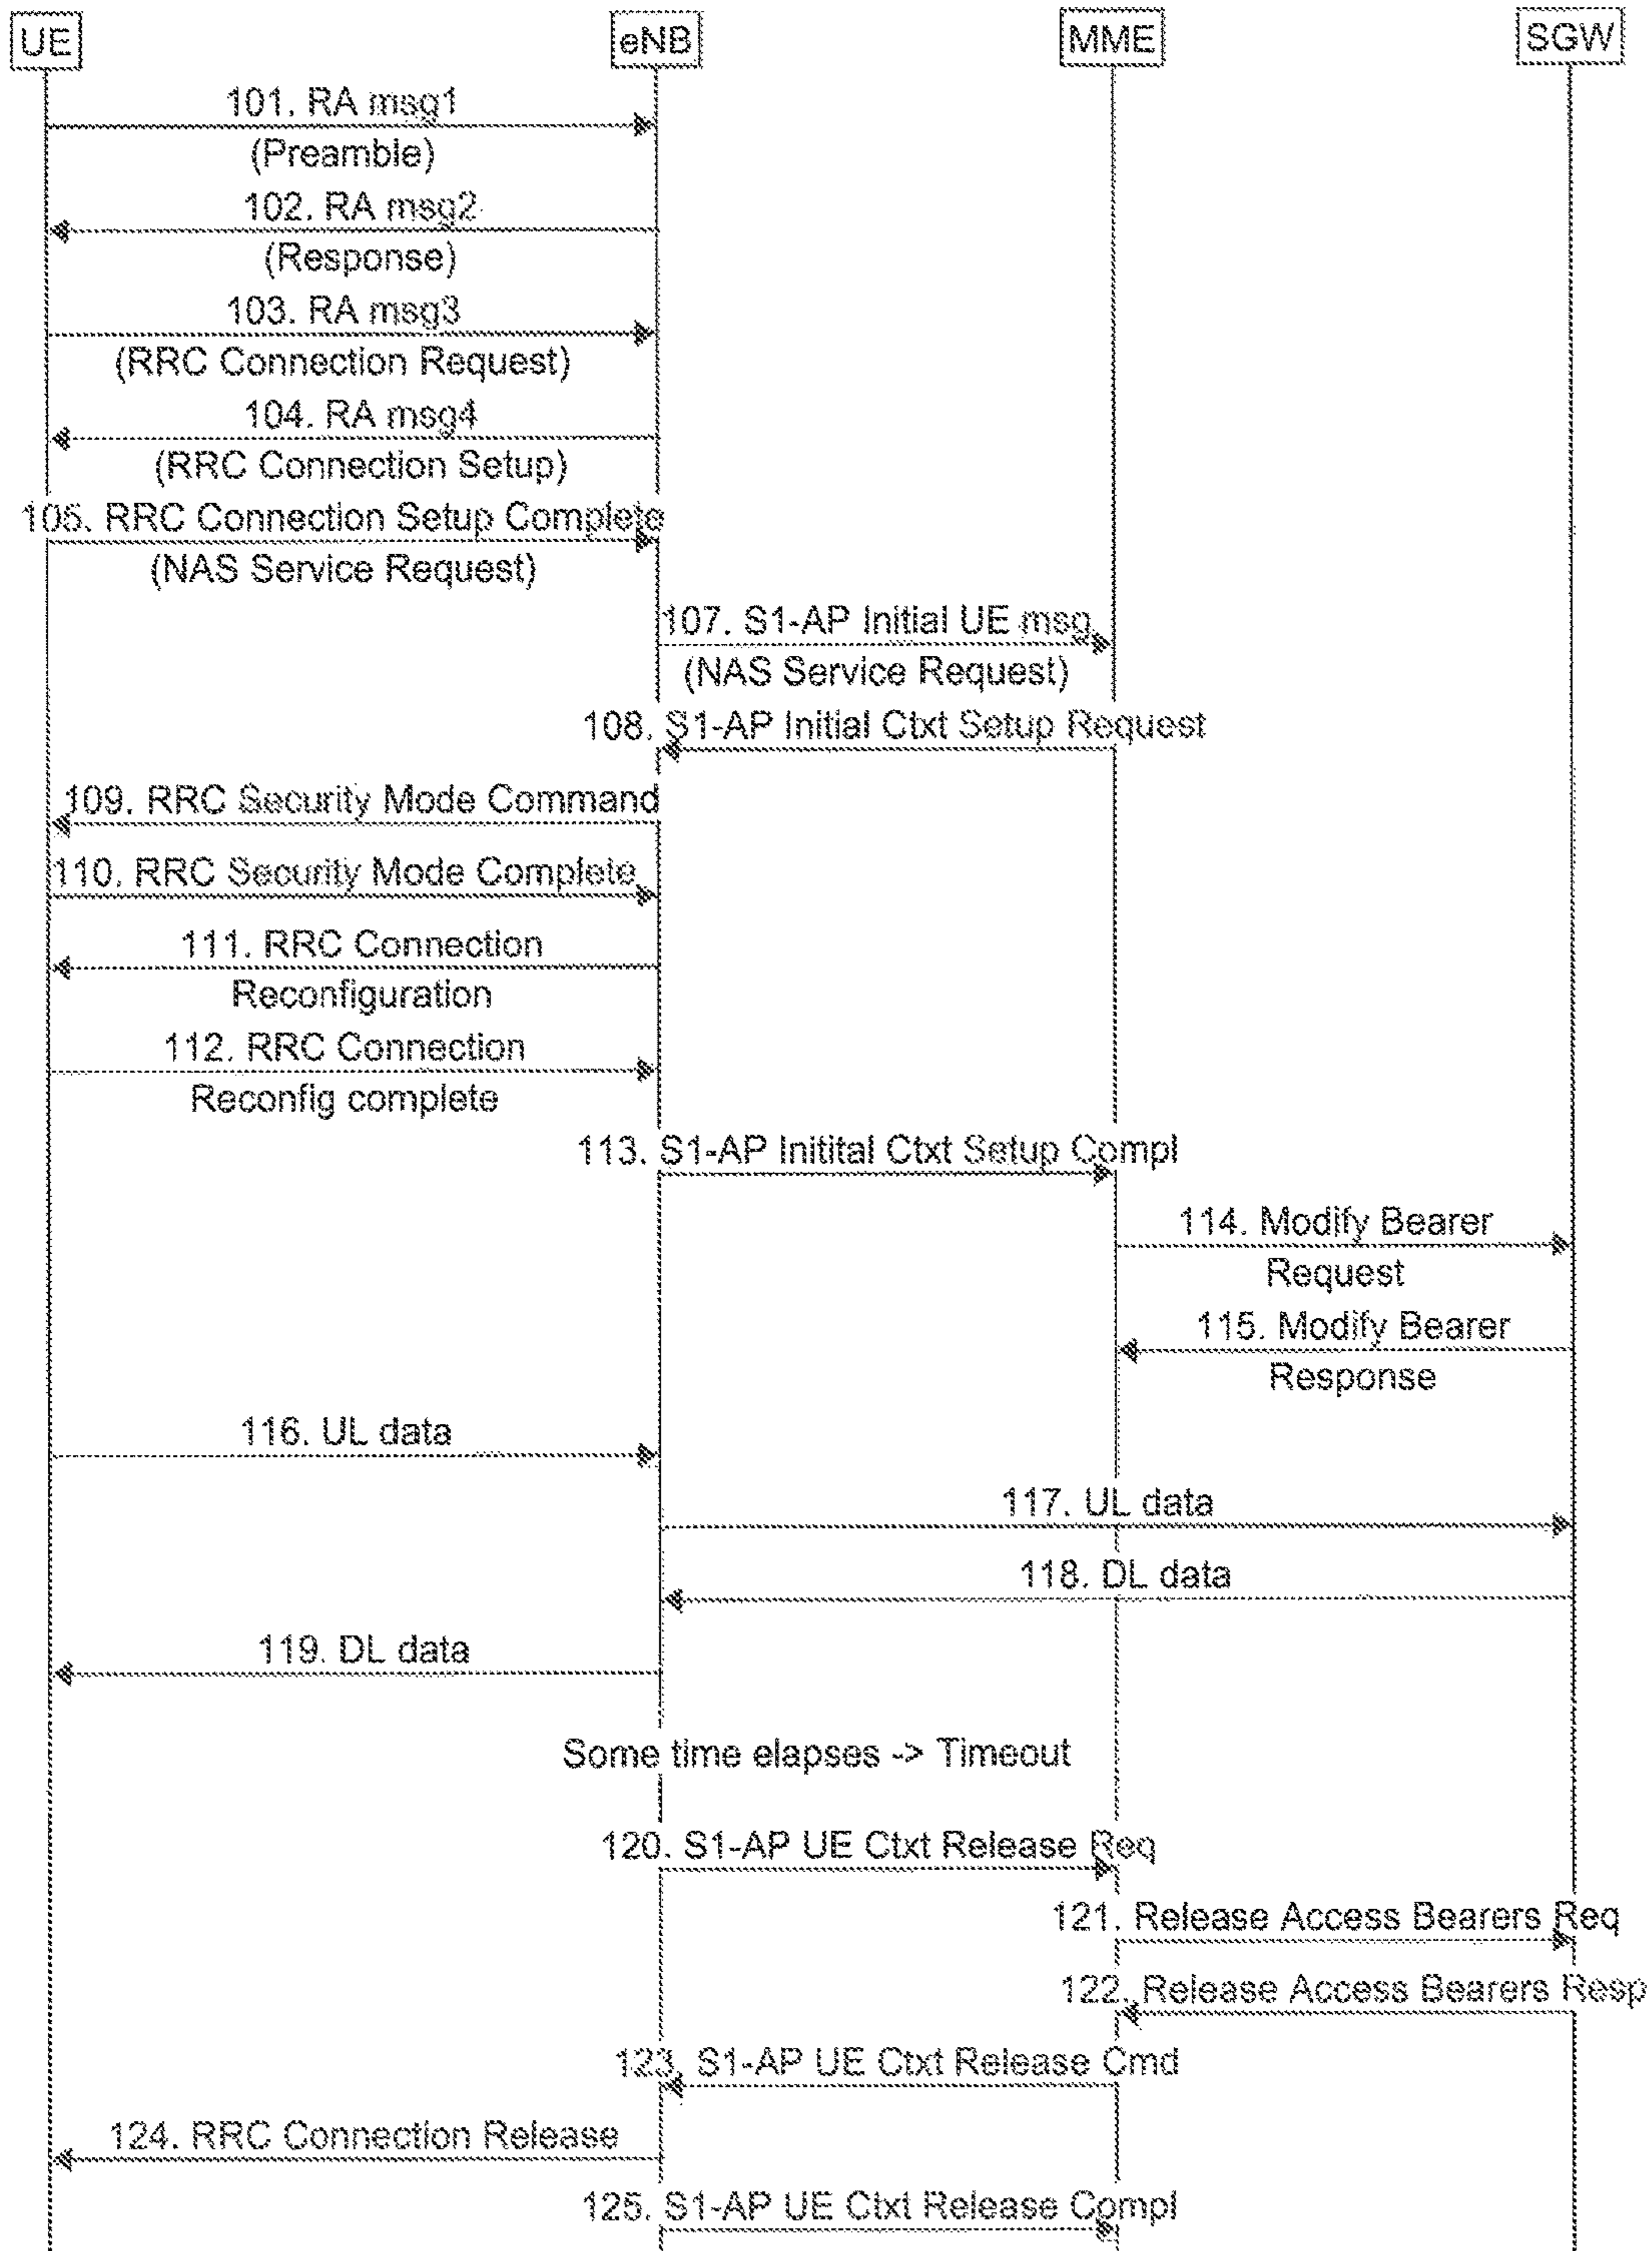 UE eNB MME SGW
101. RA msg1
(Preamble)
102. RA msg2
(Response)
103. RA msg3
(RRC Connection Request)
104. RA msg4
(RRC Connection Setup)
105. RRC Connection Setup Complete
(NAS Service Request)
107. S1-AP Initial UE msg
(NAS Service Request)
108. S1-AP Initial Ctxt Setup Request
109. RRC Security Mode Command
110. RRC Security Mode Complete
111. RRC Connection
Reconfiguration
112. RRC Connection
Reconfig complete
113. S1-AP Initital Ctxt Setup Compl
114. Modify Bearer
Request
115. Modify Bearer
Response
116. UL data
117. UL data
118. DL data
119. DL data
Some time elapses -> Timeout
120. S1-AP UE Ctxt Release Req
121. Release Access Bearers Req
122. Release Access Bearers Resp
123. S1-AP UE Ctxt Release Cmd
124. RRC Connection Release
125. S1-AP UE Ctxt Release Compl